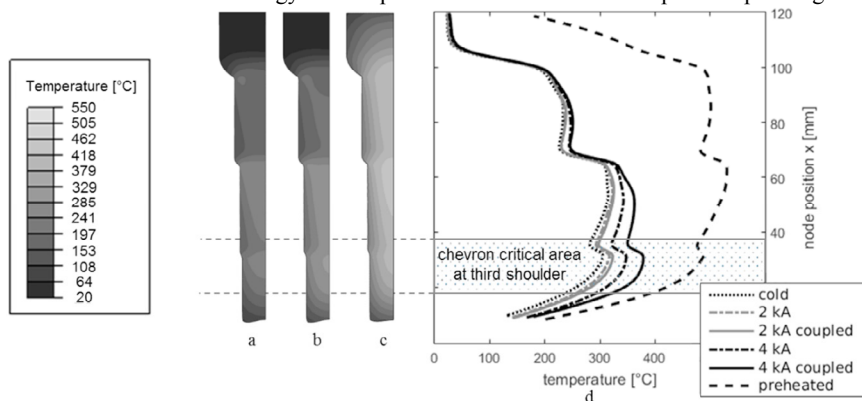 Temperature [°C]
550
505
462
418
379
329
285
241
197
153
108
64
20
a b c
120
100
80
60
40
node position x [mm]
chevron critical area
at third shoulder
0 100 200 300 400
temperature [°C]
d
cold
2 kA
2 kA coupled
4 kA
4 kA coupled
preheated